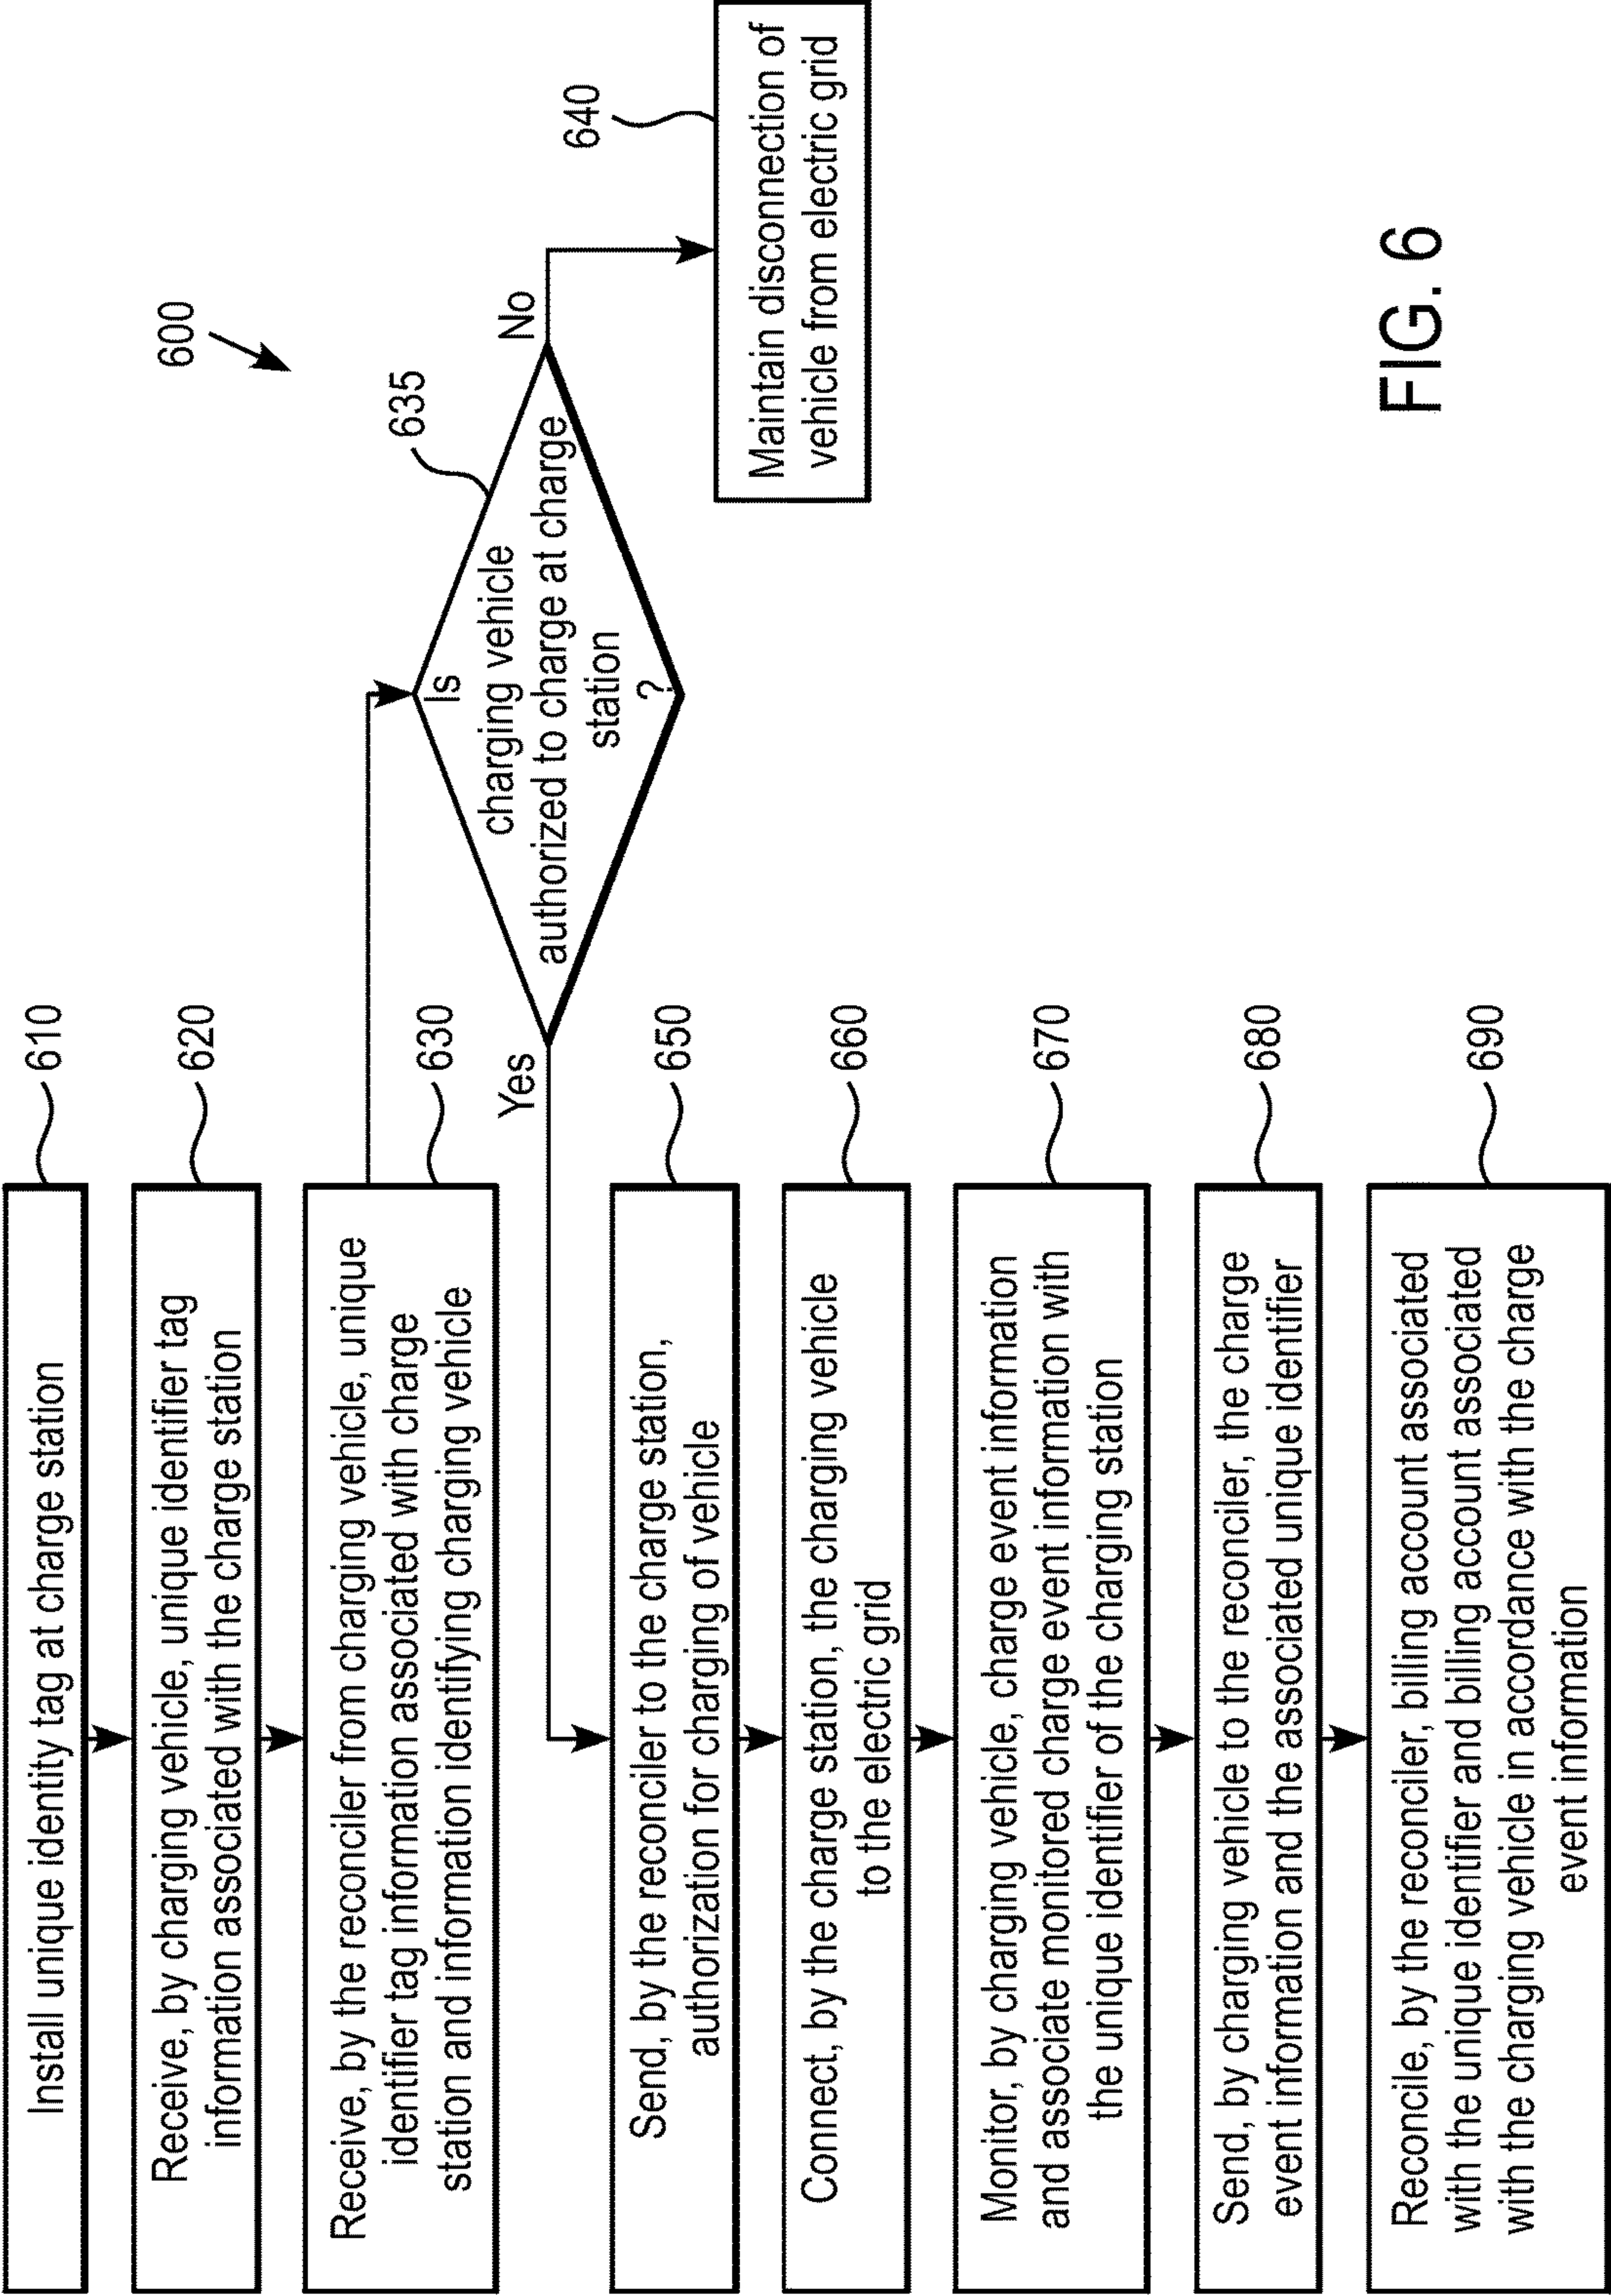 600
Install unique identity tag at charge station
610
Receive, by charging vehicle, unique identifier tag
information associated with the charge station
620
Receive, by the reconciler from charging vehicle, unique
identifier tag information associated with charge
station and information identifying charging vehicle
630
Is
charging vehicle
authorized to charge at charge
station
?
635
No
Maintain disconnection of
vehicle from electric grid
640
Yes
Send, by the reconciler to the charge station,
authorization for charging of vehicle
650
Connect, by the charge station, the charging vehicle
to the electric grid
660
Monitor, by charging vehicle, charge event information
and associate monitored charge event information with
the unique identifier of the charging station
670
Send, by charging vehicle to the reconciler, the charge
event information and the associated unique identifier
680
Reconcile, by the reconciler, billing account associated
with the unique identifier and billing account associated
with the charging vehicle in accordance with the charge
event information
690
FIG. 6